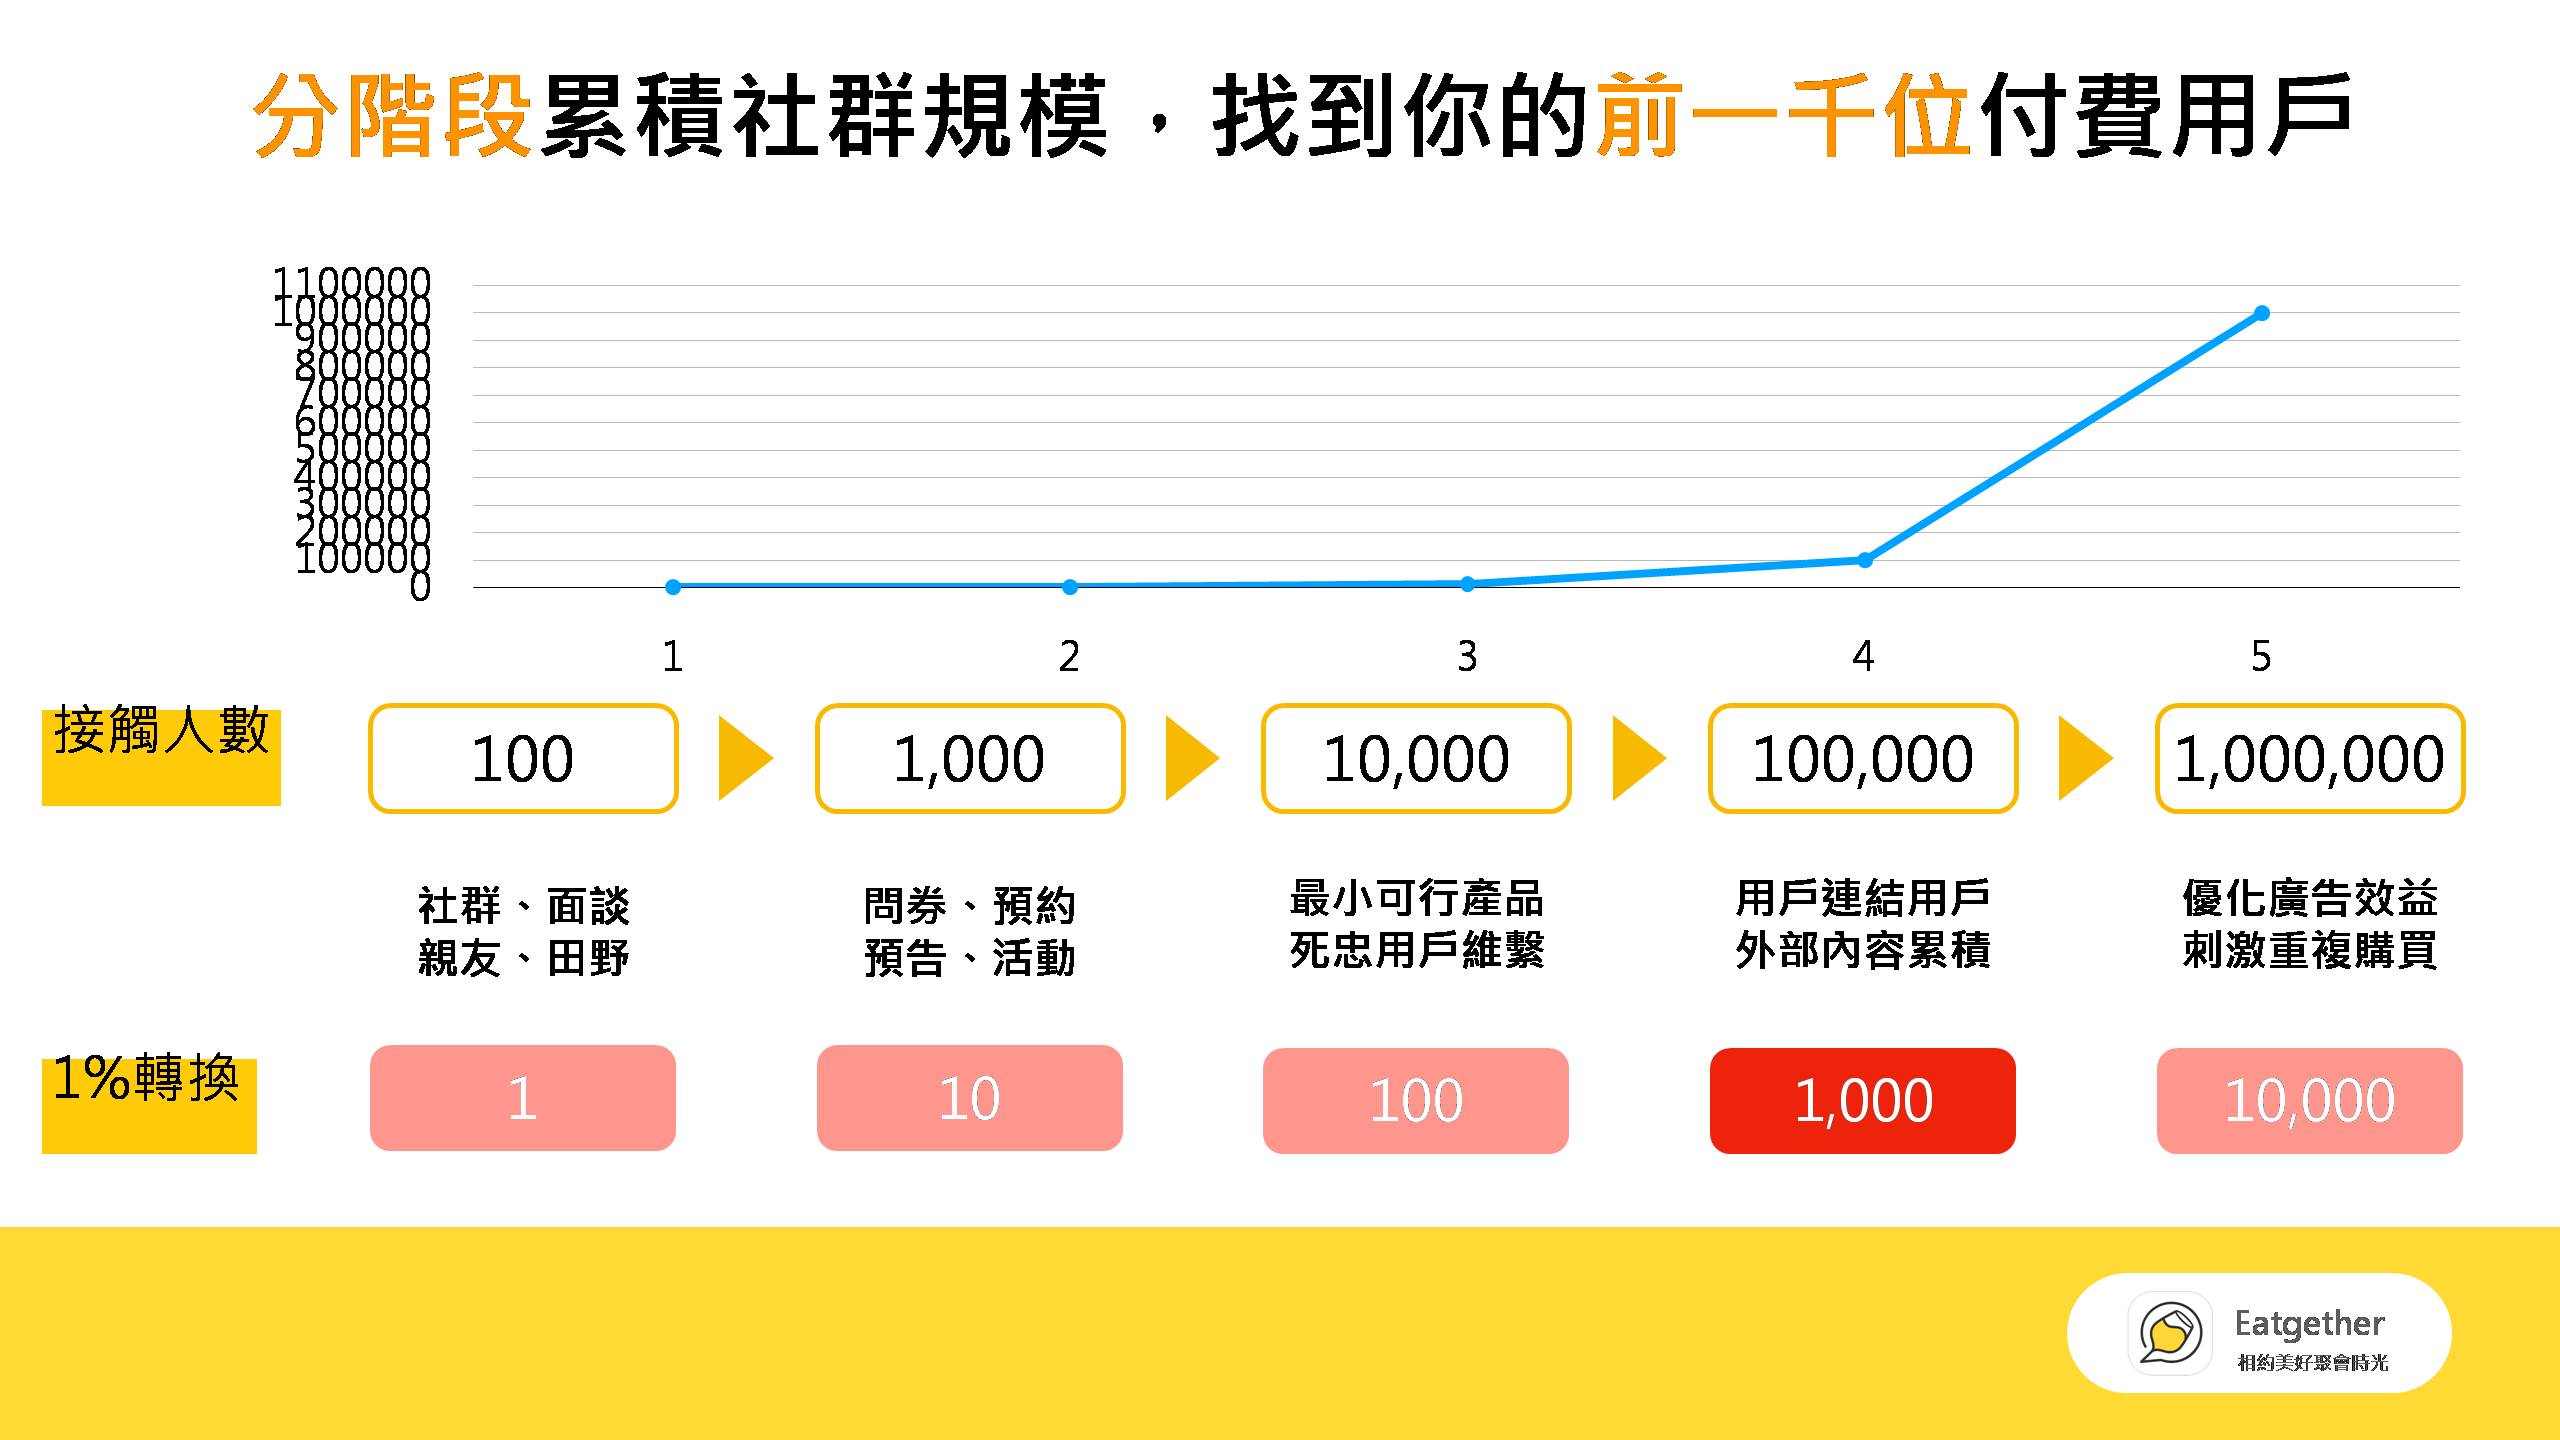 分階段累積社群規模，找到你的前一千位付費用戶
1100000
1000000
900000
800000
700000
600000
500000
400000
300000
200000
100000
0
1 2 3 4 5
接觸人數 100 1,000 10,000 100,000 1,000,000
社群、面談
親友、田野
問券、預約
預告、活動
最小可行產品
死忠用戶維繫
用戶連結用戶
外部內容累積
優化廣告效益
刺激重複購買
1%轉換 1 10 100 1,000 10,000
Eatgether
相約美好聚會時光